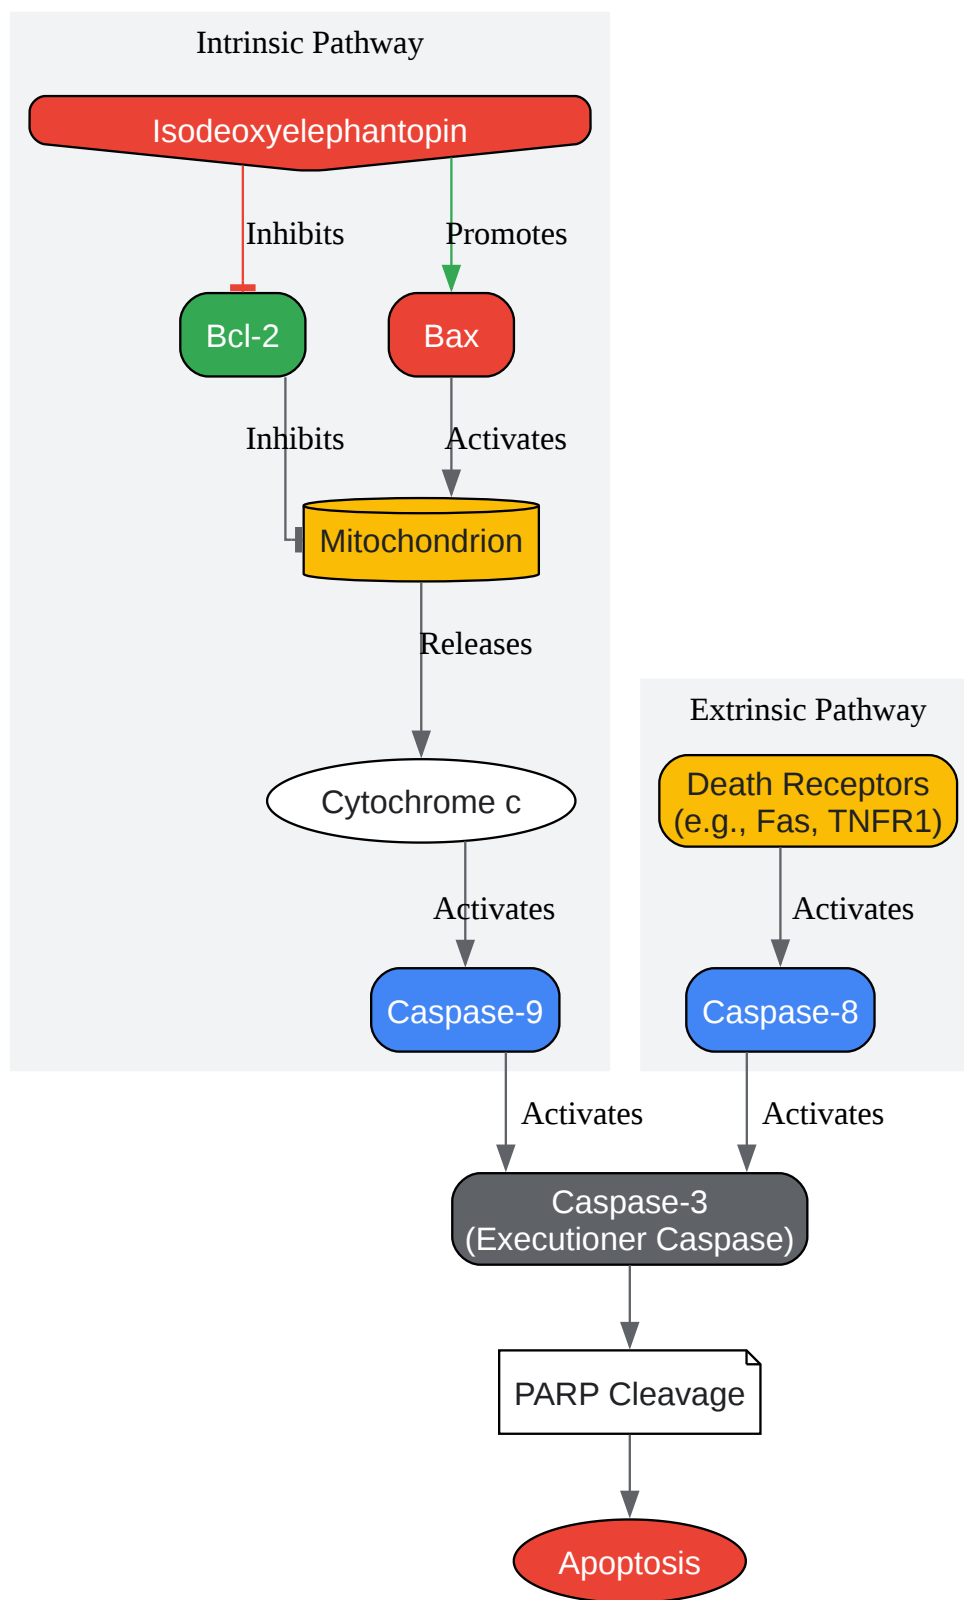 Intrinsic Pathway
Isodeoxyelephantopin
Inhibits
Promotes
Bcl-2
Bax
Inhibits
Activates
Mitochondrion
Releases
Cytochrome c
Activates
Caspase-9
Extrinsic Pathway
Death Receptors
(e.g., Fas, TNFR1)
Activates
Caspase-8
Activates
Activates
Caspase-3
(Executioner Caspase)
PARP Cleavage
Apoptosis